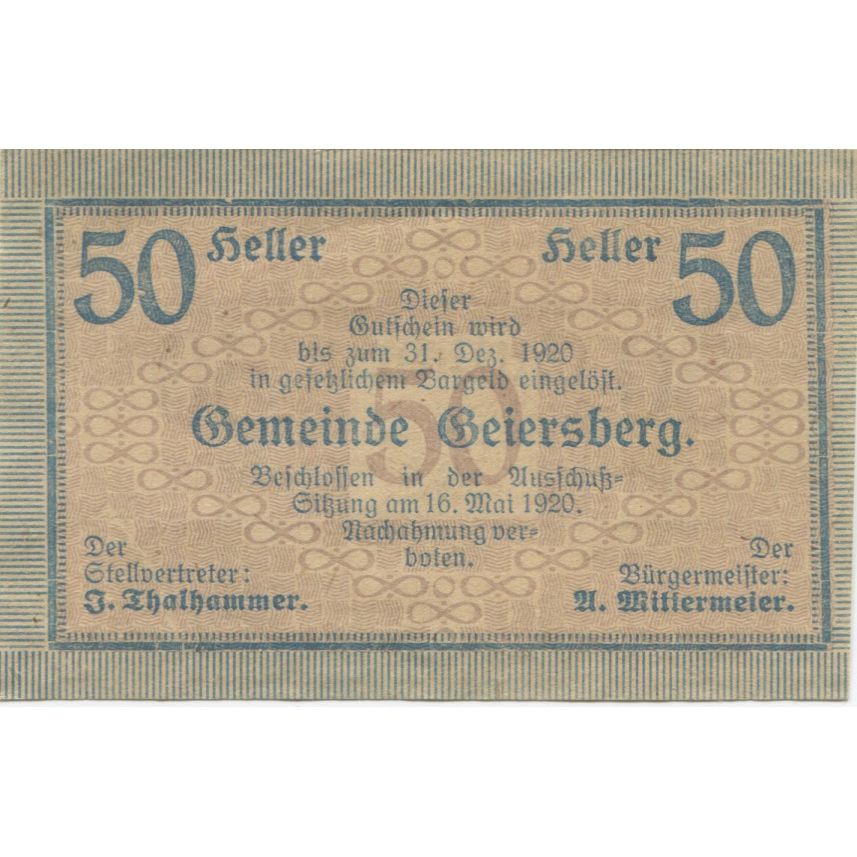 50 Heller Heller 50
Dieser
Gutschein wird
bis zum 31. Dez. 1920
in gesetzlichem Bargeld eingelöst.
50
Gemeinde Geiersberg.
Beschlossen in der Ausschuß-
Sitzung am 16. Mai 1920.
Nachahmung ver-
boten.
Der
Stellvertreter:
J. Thalhammer.
Der
Bürgermeister:
A. Mittermeier.